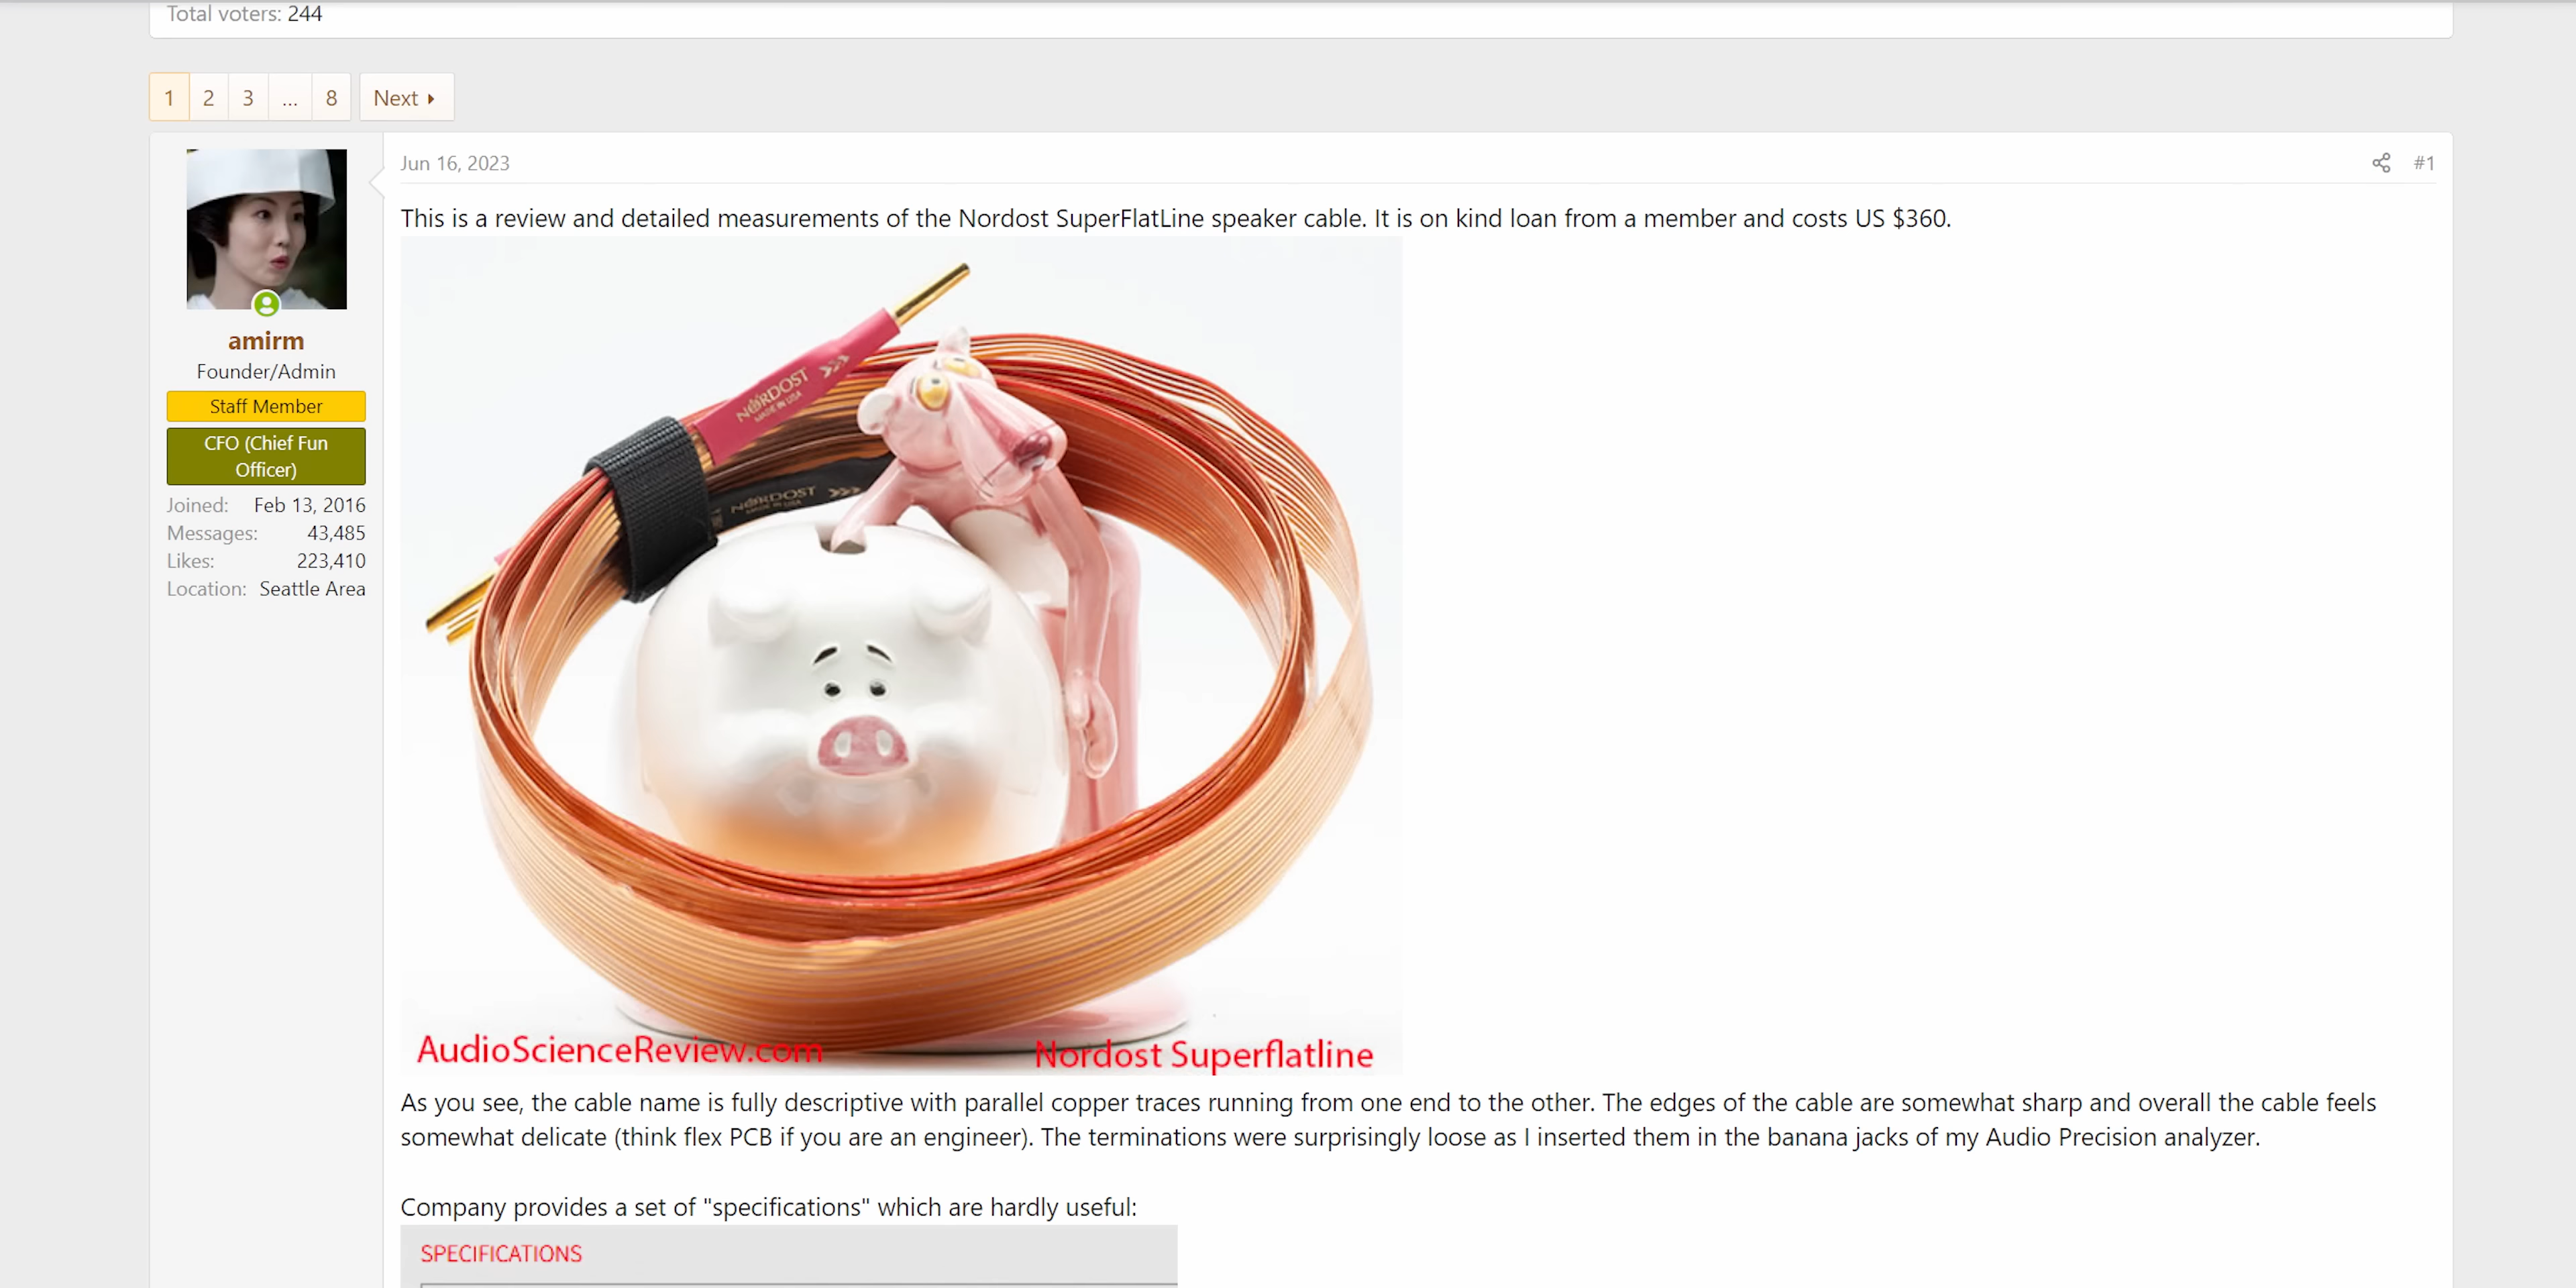 Total voters: 244
1 2 3 ... 8 Next
Jun 16, 2023 #1
amirm
Founder/Admin
Staff Member
CFO (Chief Fun
Officer)
Joined: Feb 13, 2016
Messages: 43,485
Likes: 223,410
Location: Seattle Area
This is a review and detailed measurements of the Nordost SuperFlatLine speaker cable. It is on kind loan from a member and costs US $360.
NORDOST
MADE IN USA
NORDOST
MADE IN USA
AudioScienceReview.com
Nordost Superflatline
As you see, the cable name is fully descriptive with parallel copper traces running from one end to the other. The edges of the cable are somewhat sharp and overall the cable feels
somewhat delicate (think flex PCB if you are an engineer). The terminations were surprisingly loose as I inserted them in the banana jacks of my Audio Precision analyzer.
Company provides a set of "specifications" which are hardly useful:
SPECIFICATIONS